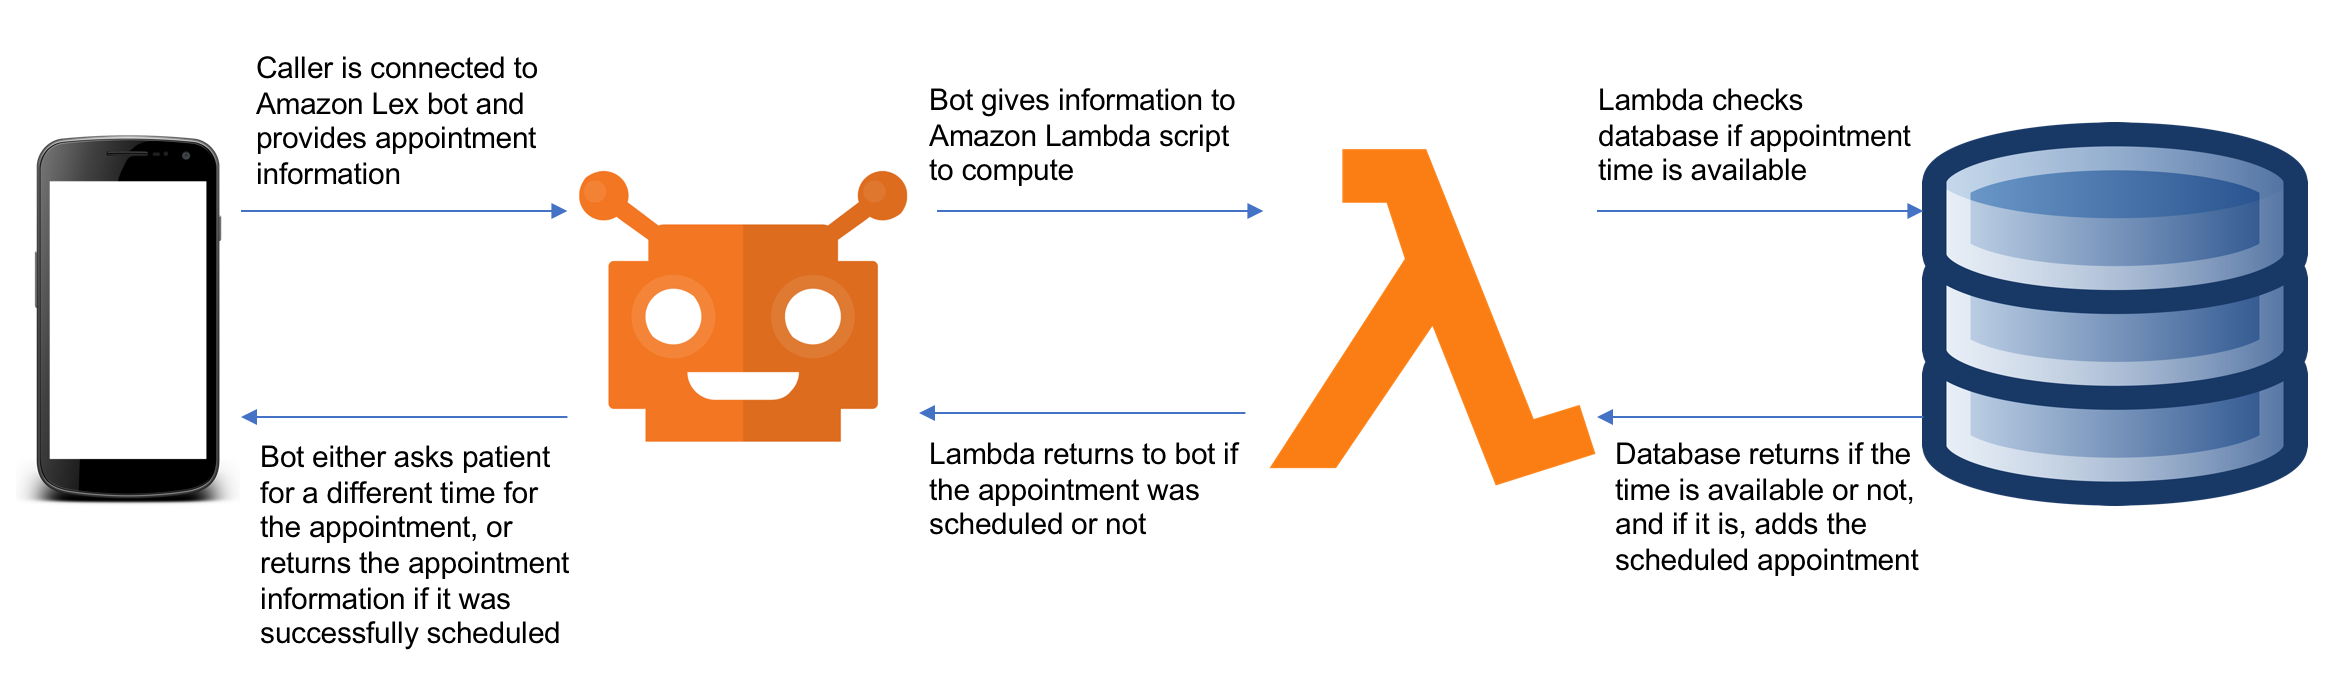 Caller is connected to
Amazon Lex bot and
provides appointment
information
Bot gives information to
Amazon Lambda script
to compute
Lambda checks
database if appointment
time is available
Bot either asks patient
for a different time for
the appointment, or
returns the appointment
information if it was
successfully scheduled
Lambda returns to bot if
the appointment was
scheduled or not
Database returns if the
time is available or not,
and if it is, adds the
scheduled appointment